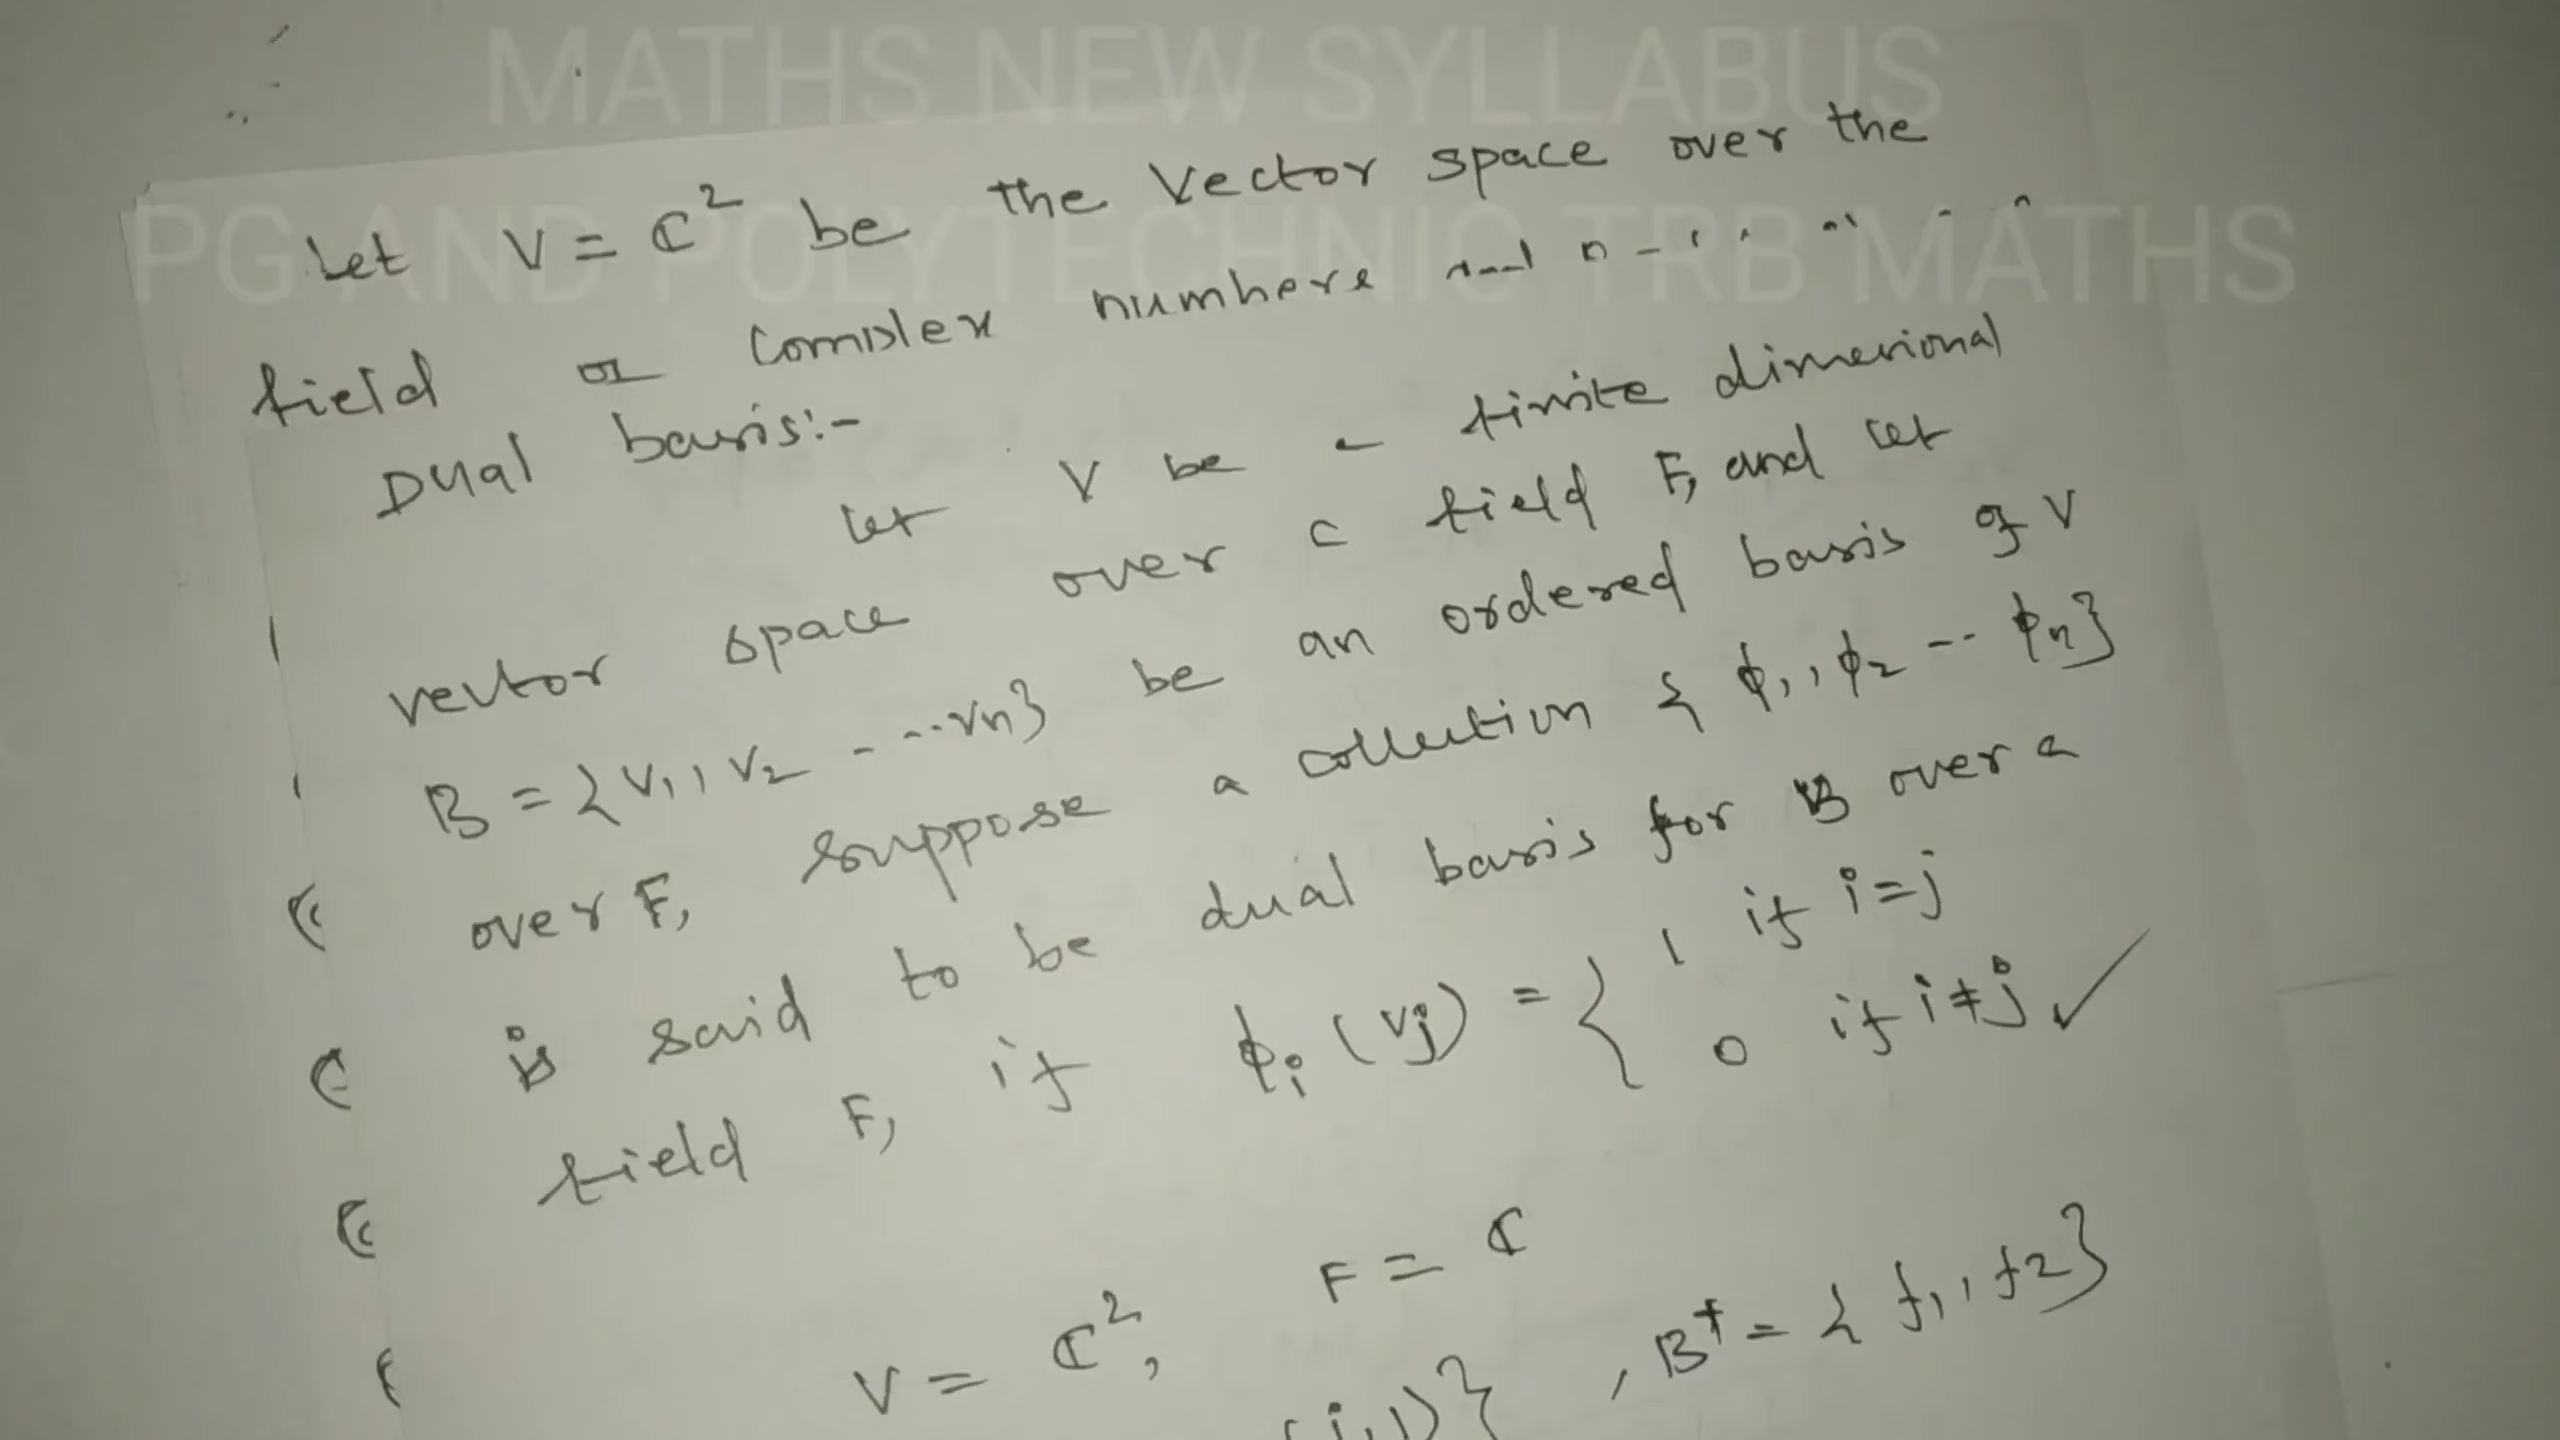 MATHS NEW SYLLABUS
PG AND POLYTECHNIC TRB MATHS
Let V = ℂ² be the vector space over the
field of complex numbers and
Dual basis:-
Let V be a finite dimensional
vector space over a field F, and let
B = {v₁, v₂ - - ... vn} be an ordered basis of V
over F, suppose a collection { ϕ₁, ϕ₂ --- ϕn}
is said to be dual basis for B over a
field F, if ϕi (vj) = { 1 if i=j
0 if i≠j ✓
V = ℂ², F = ℂ
(i,1)} , B* = { f₁, f2}